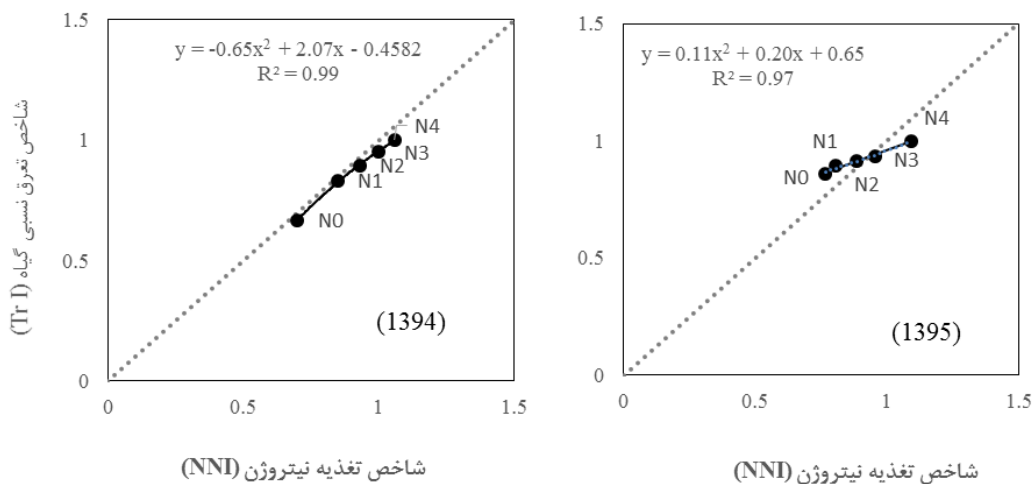 1.5
1
0.5
0
0
0.5
1
1.5
y = -0.65x² + 2.07x - 0.4582
R² = 0.99
N4
N3
N2
N1
N0
(1394)
شاخص تعرق نسبی گیاه (Tr I)
شاخص تغذیه نیتروژن (NNI)
1.5
1
0.5
0
0
0.5
1
1.5
y = 0.11x² + 0.20x + 0.65
R² = 0.97
N4
N1
N3
N0
N2
(1395)
شاخص تغذیه نیتروژن (NNI)